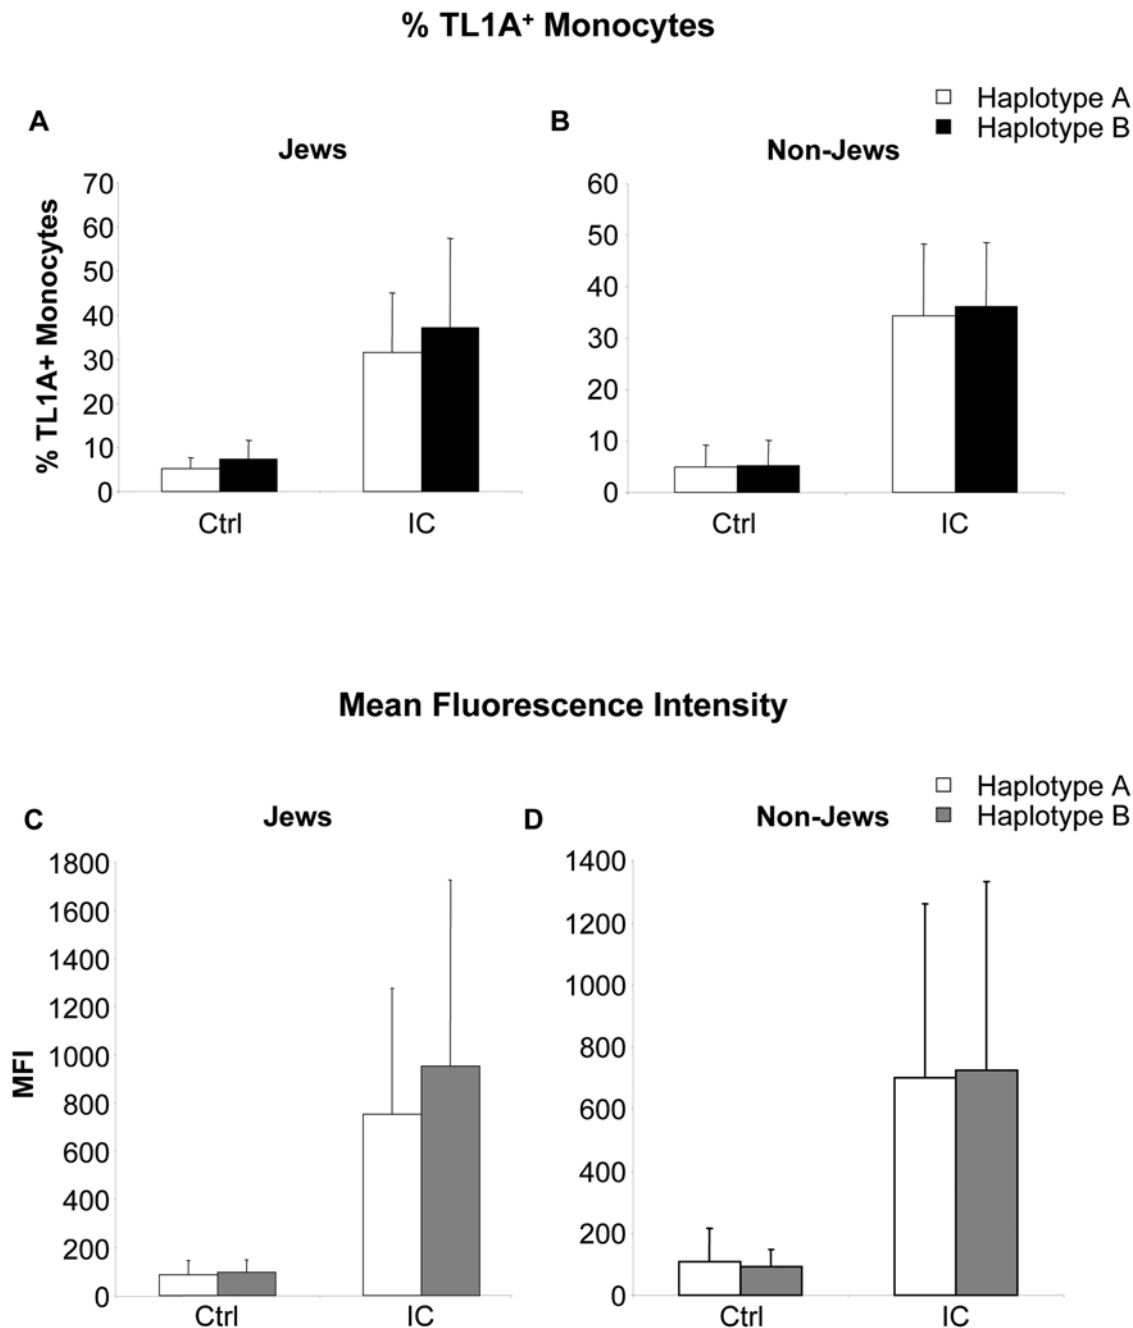 % TL1A+ Monocytes
Haplotype A
Haplotype B
A
Jews
B
Non-Jews
% TL1A+ Monocytes
70
60
50
40
30
20
10
0
Ctrl
IC
60
50
40
30
20
10
0
Ctrl
IC
Mean Fluorescence Intensity
Haplotype A
Haplotype B
C
Jews
D
Non-Jews
MFI
1800
1600
1400
1200
1000
800
600
400
200
0
Ctrl
IC
1400
1200
1000
800
600
400
200
0
Ctrl
IC